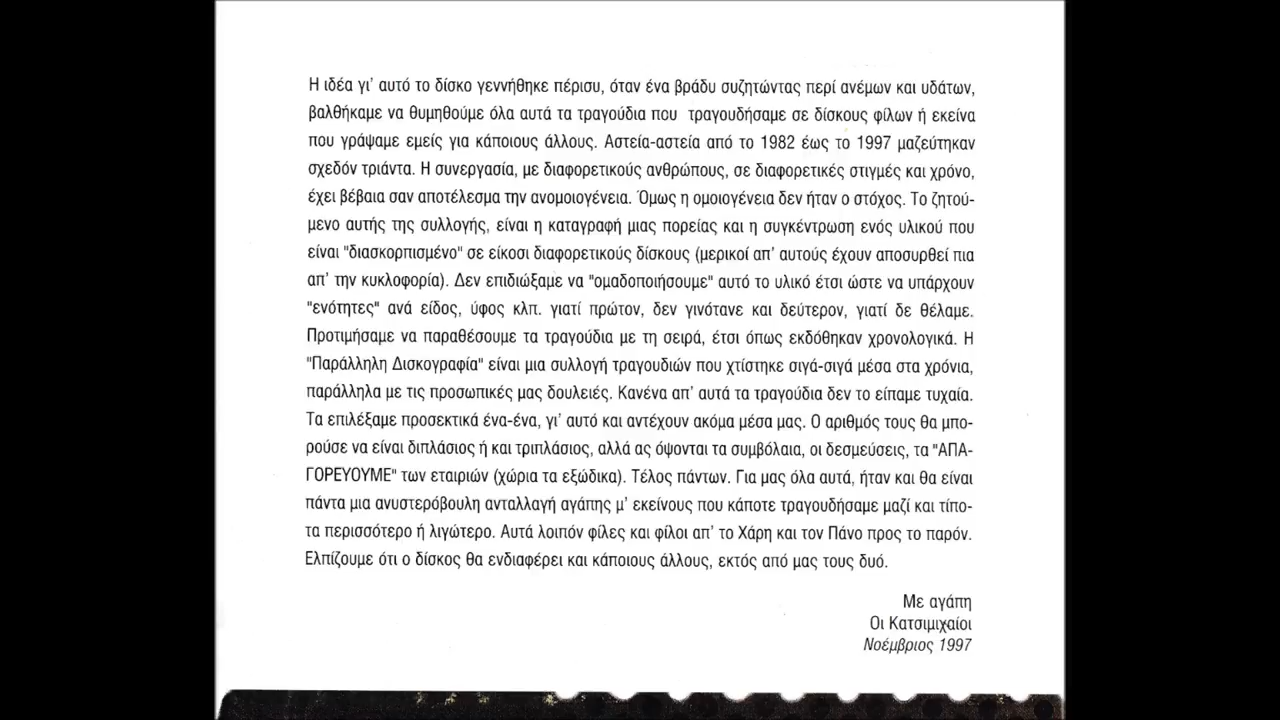 Η ιδέα γι' αυτό το δίσκο γεννήθηκε πέρισυ, όταν ένα βράδυ συζητώντας περί ανέμων και υδάτων,
βαλθήκαμε να θυμηθούμε όλα αυτά τα τραγούδια που τραγουδήσαμε σε δίσκους φίλων ή εκείνα
που γράψαμε εμείς για κάποιους άλλους. Αστεία-αστεία από το 1982 έως το 1997 μαζεύτηκαν
σχεδόν τριάντα. Η συνεργασία, με διαφορετικούς ανθρώπους, σε διαφορετικές στιγμές και χρόνο,
έχει βέβαια σαν αποτέλεσμα την ανομοιογένεια. Όμως η ομοιογένεια δεν ήταν ο στόχος. Το ζητού-
μενο αυτής της συλλογής, είναι η καταγραφή μιας πορείας και η συγκέντρωση ενός υλικού που
είναι "διασκορπισμένο" σε είκοσι διαφορετικούς δίσκους (μερικοί απ' αυτούς έχουν αποσυρθεί πια
απ' την κυκλοφορία). Δεν επιδιώξαμε να "ομαδοποιήσουμε" αυτό το υλικό έτσι ώστε να υπάρχουν
"ενότητες" ανά είδος, ύφος κλπ. γιατί πρώτον, δεν γινότανε και δεύτερον, γιατί δε θέλαμε.
Προτιμήσαμε να παραθέσουμε τα τραγούδια με τη σειρά, έτσι όπως εκδόθηκαν χρονολογικά. Η
"Παράλληλη Δισκογραφία" είναι μια συλλογή τραγουδιών που χτίστηκε σιγά-σιγά μέσα στα χρόνια,
παράλληλα με τις προσωπικές μας δουλειές. Κανένα απ' αυτά τα τραγούδια δεν το είπαμε τυχαία.
Τα επιλέξαμε προσεκτικά ένα-ένα, γι' αυτό και αντέχουν ακόμα μέσα μας. Ο αριθμός τους θα μπο-
ρούσε να είναι διπλάσιος ή και τριπλάσιος, αλλά ας όψονται τα συμβόλαια, οι δεσμεύσεις, τα "ΑΠΑ-
ΓΟΡΕΥΟΥΜΕ" των εταιριών (χώρια τα εξώδικα). Τέλος πάντων. Για μας όλα αυτά, ήταν και θα είναι
πάντα μια ανυστερόβουλη ανταλλαγή αγάπης μ' εκείνους που κάποτε τραγουδήσαμε μαζί και τίπο-
τα περισσότερο ή λιγώτερο. Αυτά λοιπόν φίλες και φίλοι απ' το Χάρη και τον Πάνο προς το παρόν.
Ελπίζουμε ότι ο δίσκος θα ενδιαφέρει και κάποιους άλλους, εκτός από μας τους δυό.
Με αγάπη
Οι Κατσιμιχαίοι
Νοέμβριος 1997